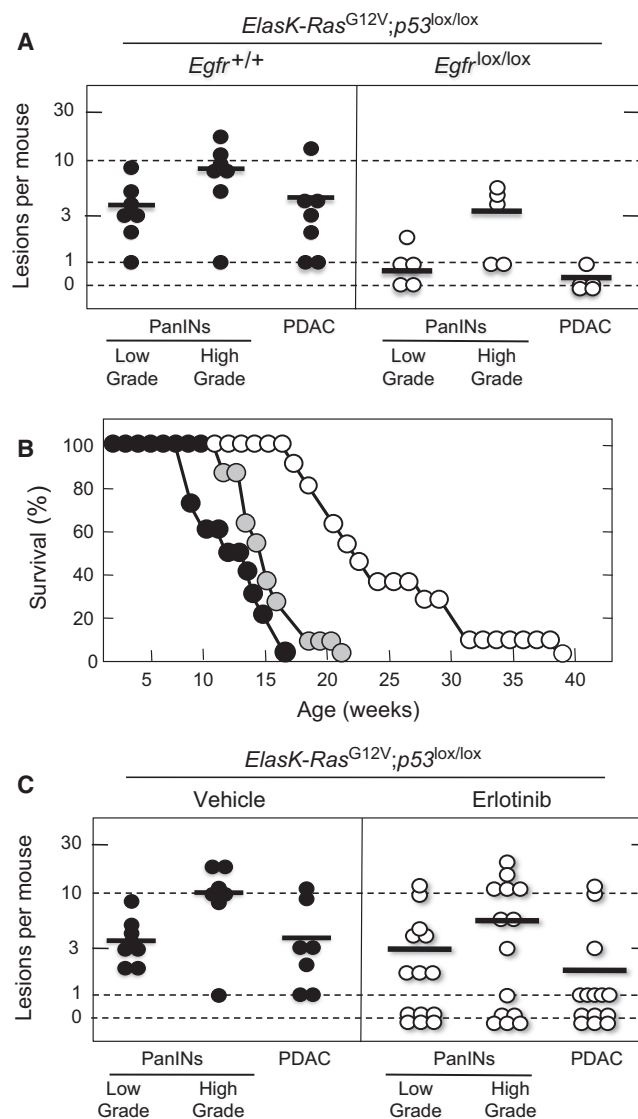 A
ElasK-Ras^G12V;p53^lox/lox
Egfr^+/+ Egfr^lox/lox
Lesions per mouse
30
10
3
1
0
PanINs PDAC PanINs PDAC
Low Grade High Grade Low Grade High Grade
B
Survival (%)
100
80
60
40
20
0
5 10 15 20 25 30 35 40
Age (weeks)
C
ElasK-Ras^G12V;p53^lox/lox
Vehicle Erlotinib
Lesions per mouse
30
10
3
1
0
PanINs PDAC PanINs PDAC
Low Grade High Grade Low Grade High Grade